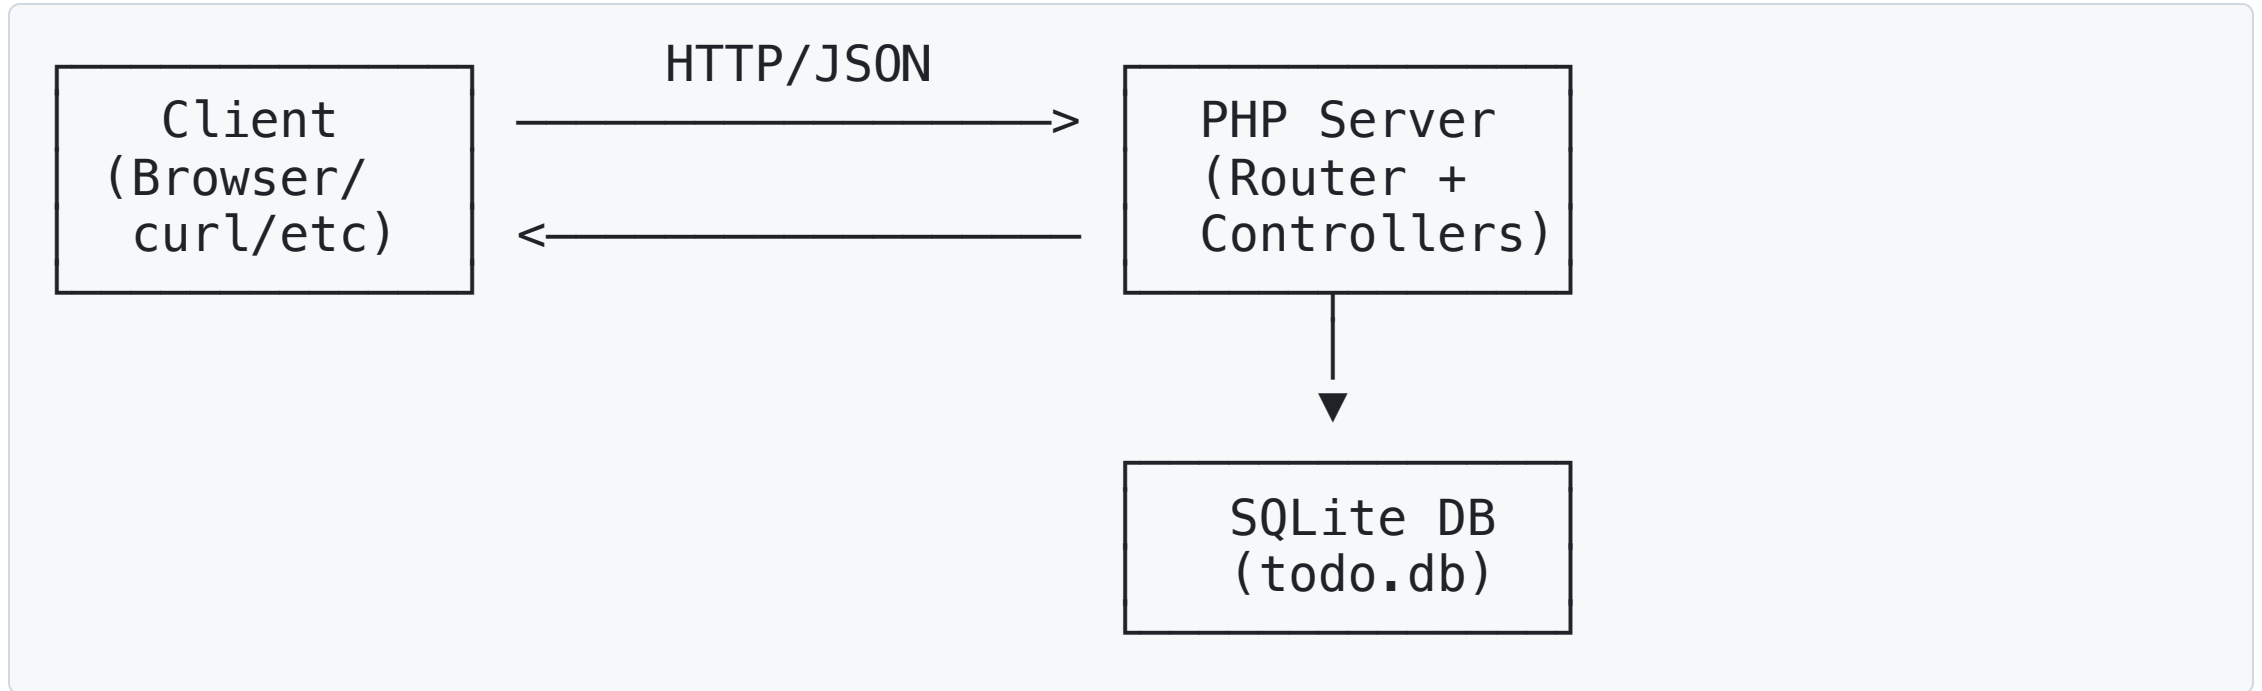 HTTP/JSON
Client
(Browser/
curl/etc)
PHP Server
(Router +
Controllers)
SQLite DB
(todo.db)